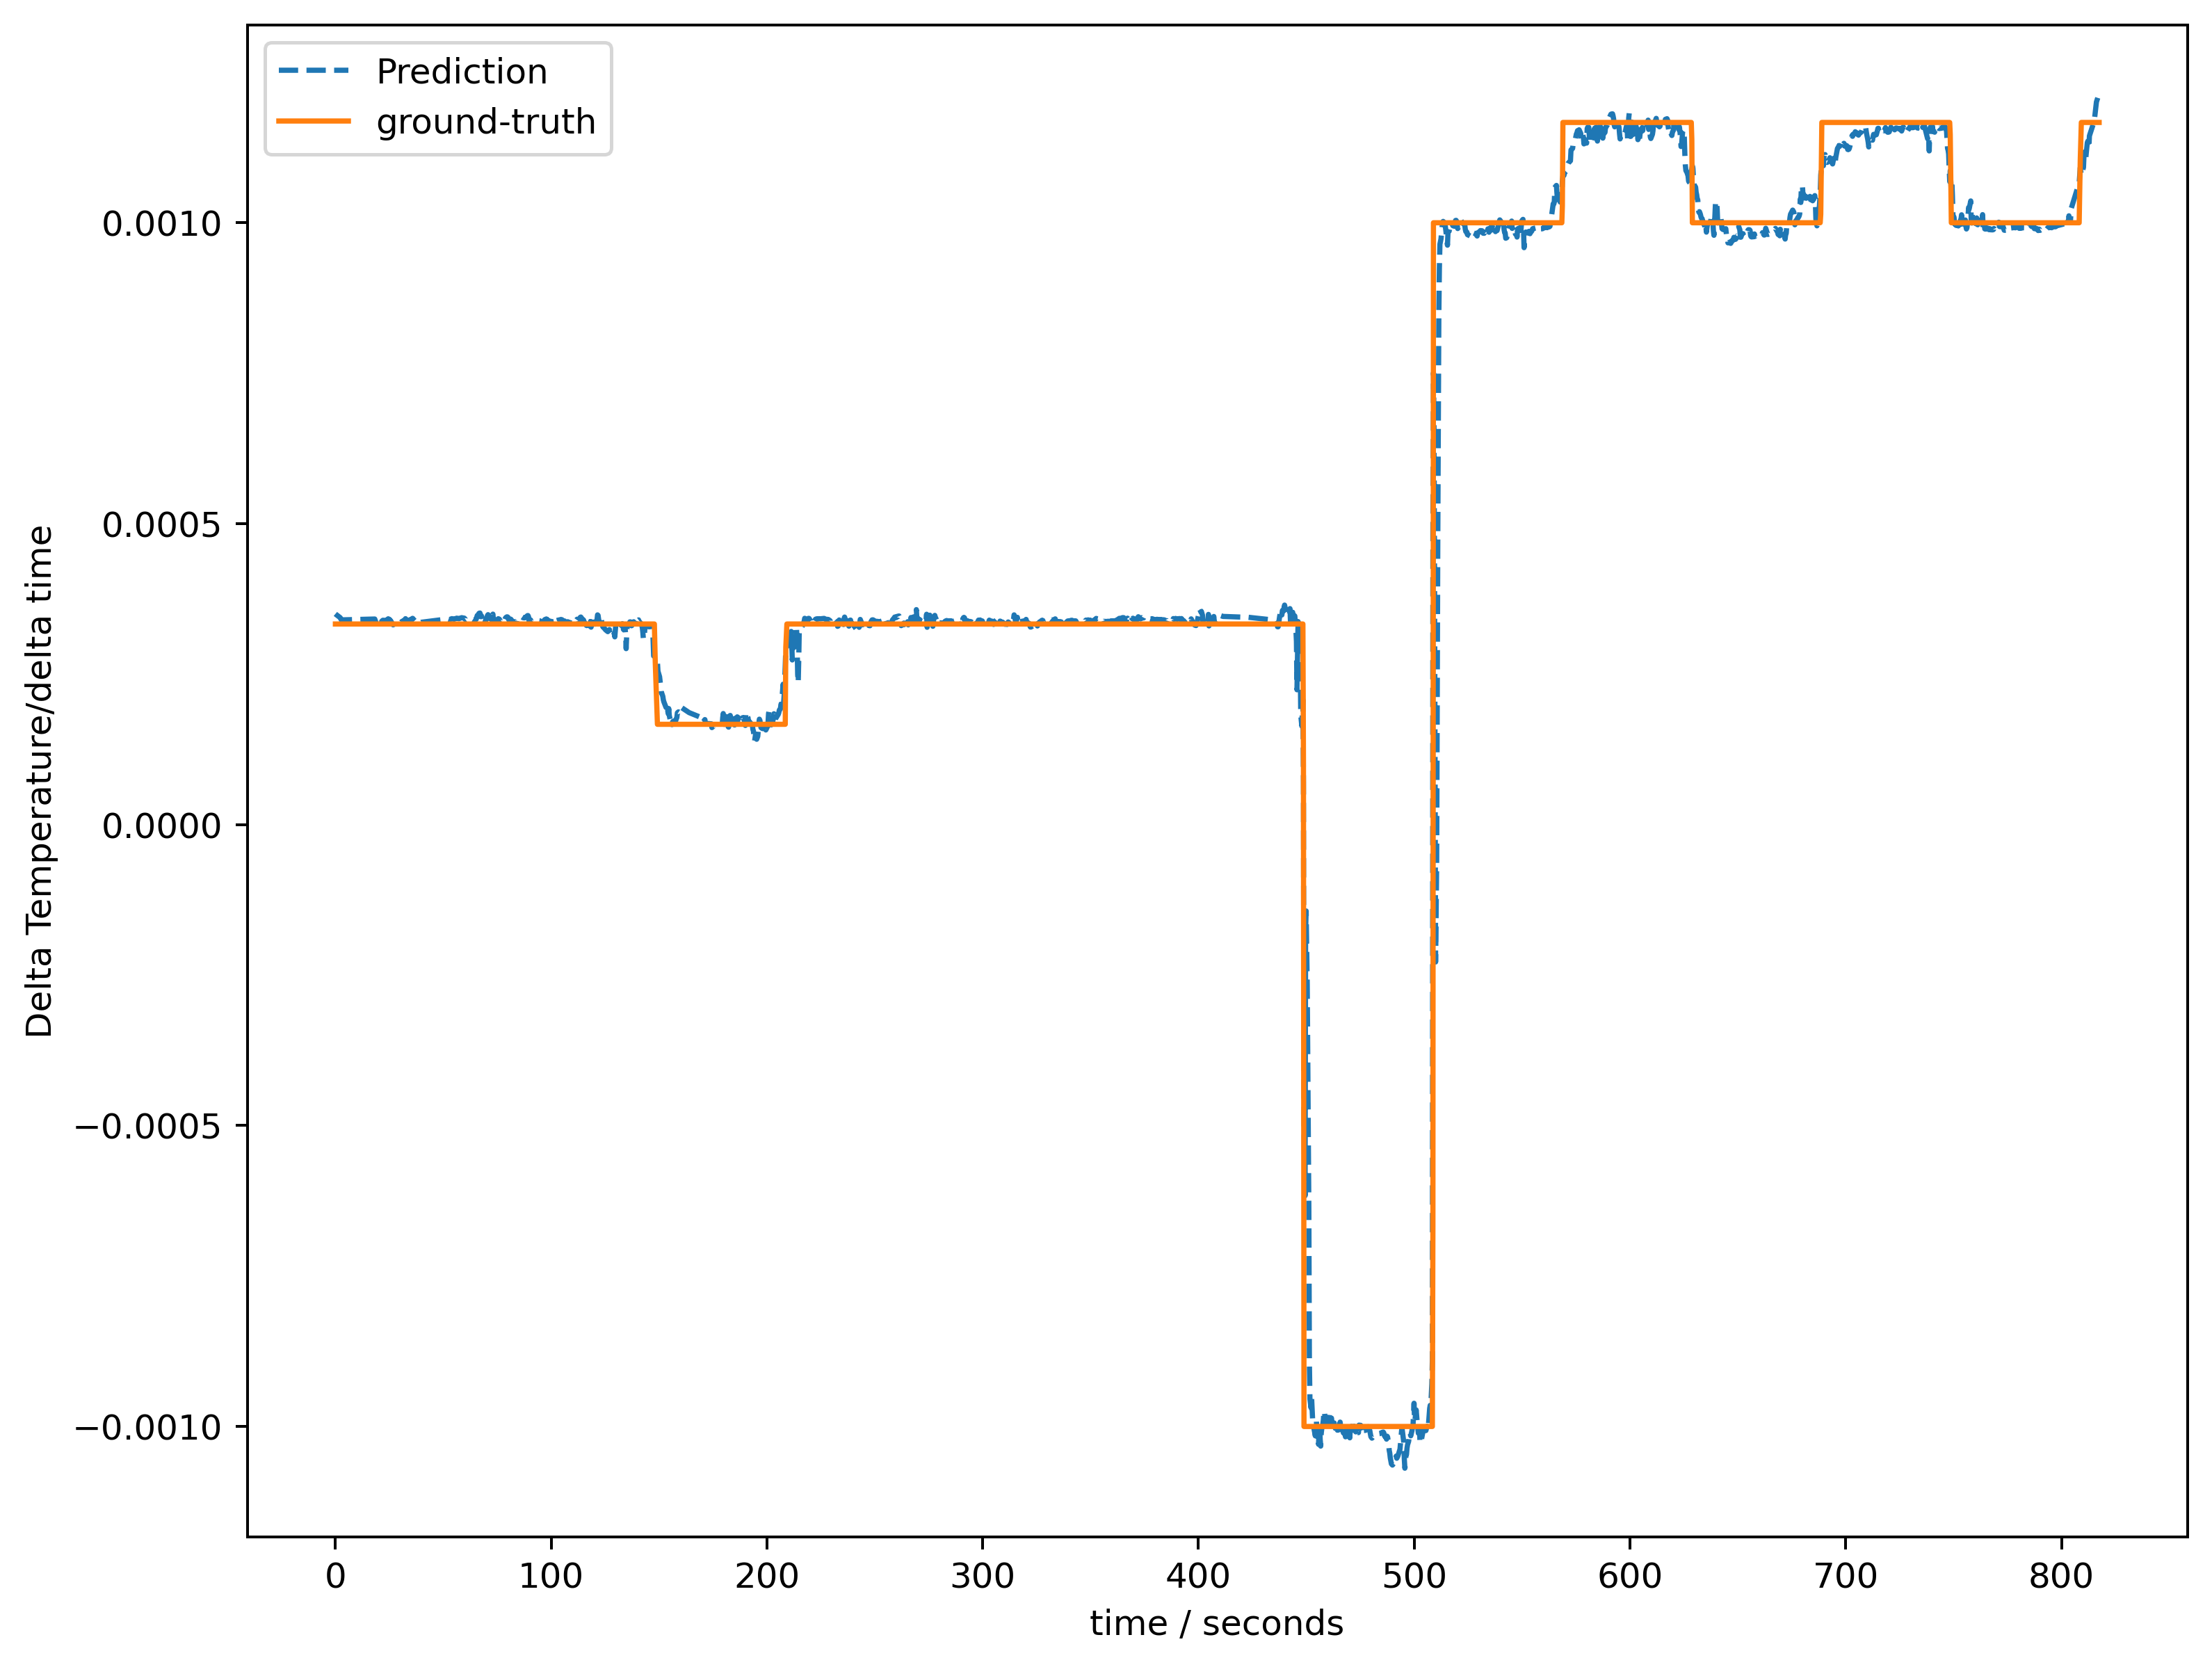 Prediction
ground-truth
0.0010
0.0005
0.0000
−0.0005
−0.0010
Delta Temperature/delta time
0 100 200 300 400 500 600 700 800
time / seconds